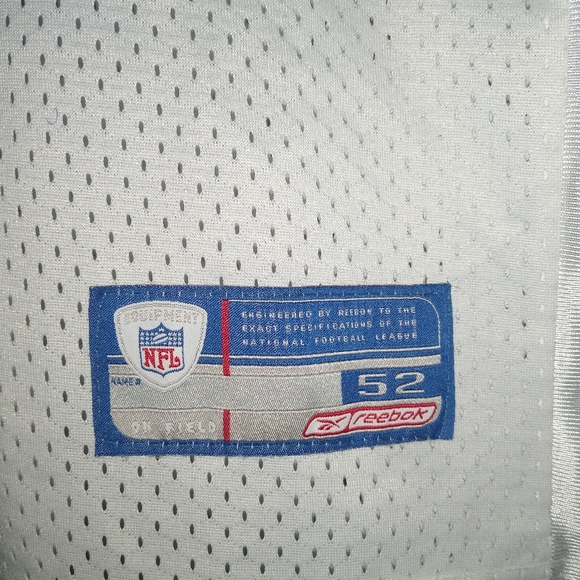 EQUIPMENT
NFL
ENGINEERED BY REEBOK TO THE
EXACT SPECIFICATIONS OF THE
NATIONAL FOOTBALL LEAGUE
NAME #
52
ON FIELD
Reebok